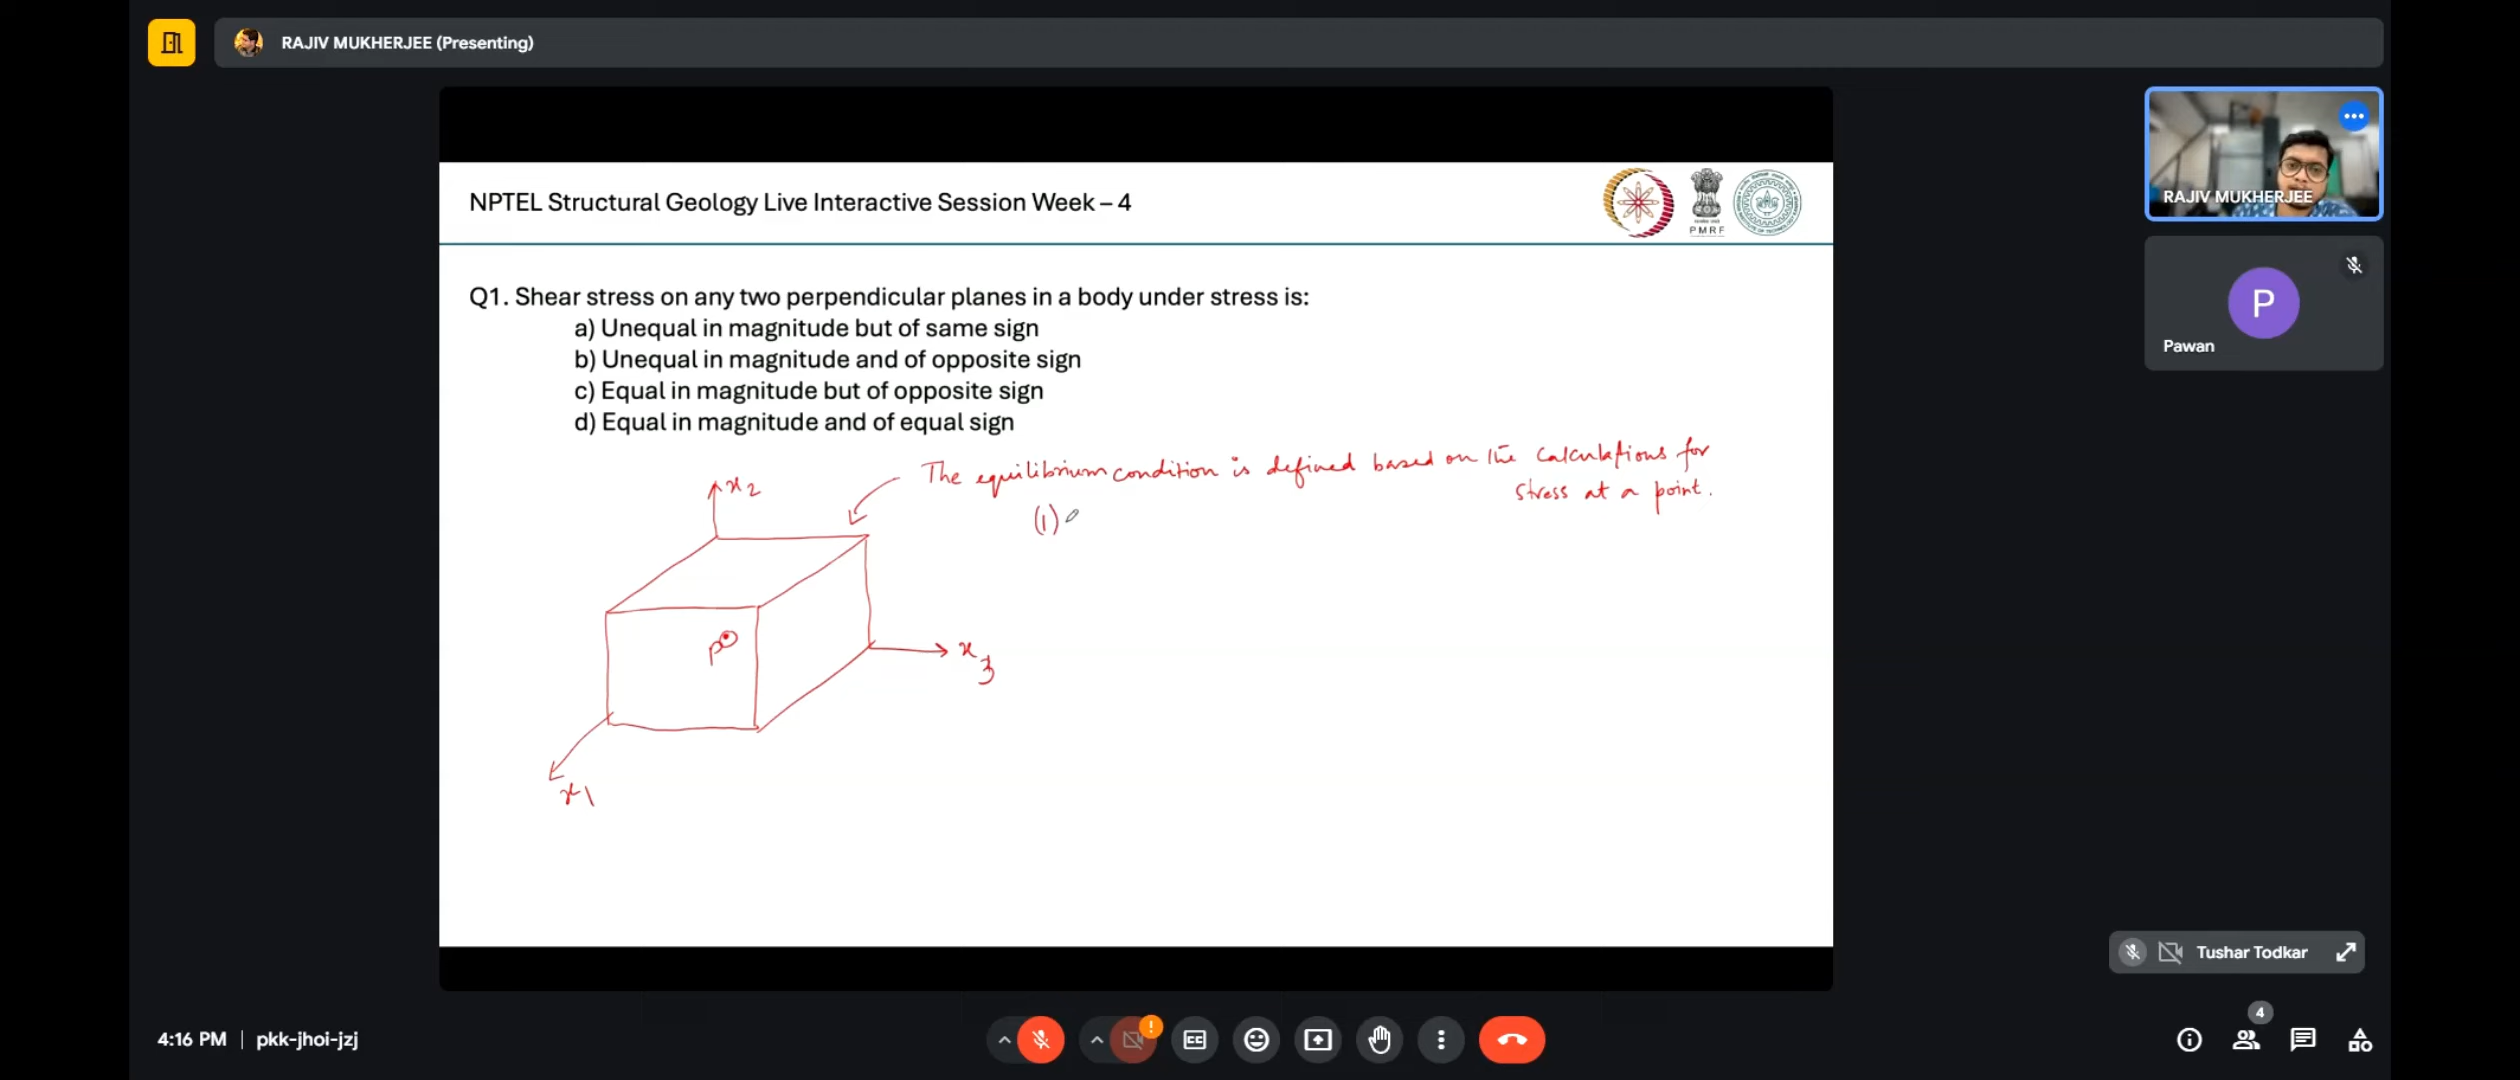 RAJIV MUKHERJEE (Presenting)
NPTEL Structural Geology Live Interactive Session Week – 4
PMRF
Q1. Shear stress on any two perpendicular planes in a body under stress is:
a) Unequal in magnitude but of same sign
b) Unequal in magnitude and of opposite sign
c) Equal in magnitude but of opposite sign
d) Equal in magnitude and of equal sign
The equilibrium condition is defined based on the calculations for
stress at a point.
(1)
x2
P
x3
x1
RAJIV MUKHERJEE
P
Pawan
Tushar Todkar
4:16 PM | pkk-jhoi-jzj
CC
4